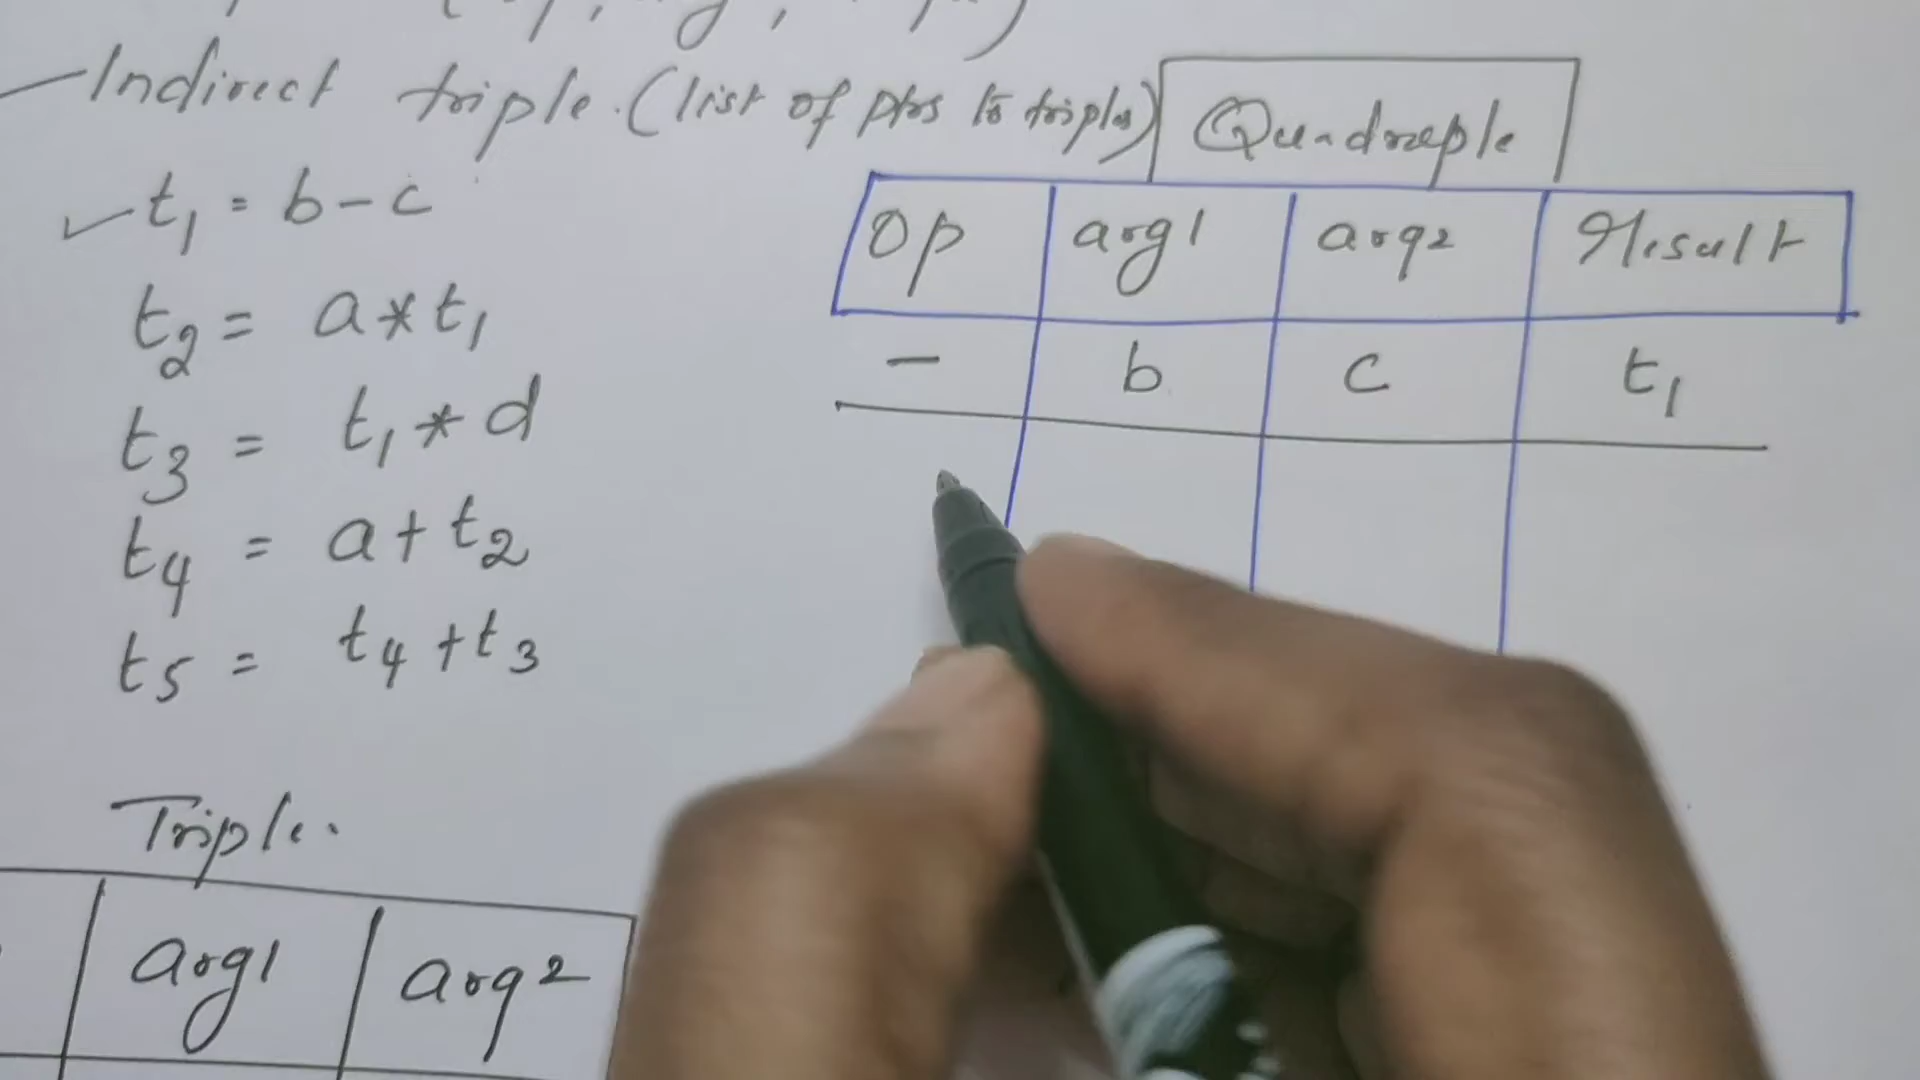 Indirect triple. (list of ptrs to triples)
Quadraple
t1 = b - c
t2 = a * t1
t3 = t1 * d
t4 = a + t2
t5 = t4 + t3
Op arg1 arg2 Result
- b c t1
Triple.
arg1 arg2